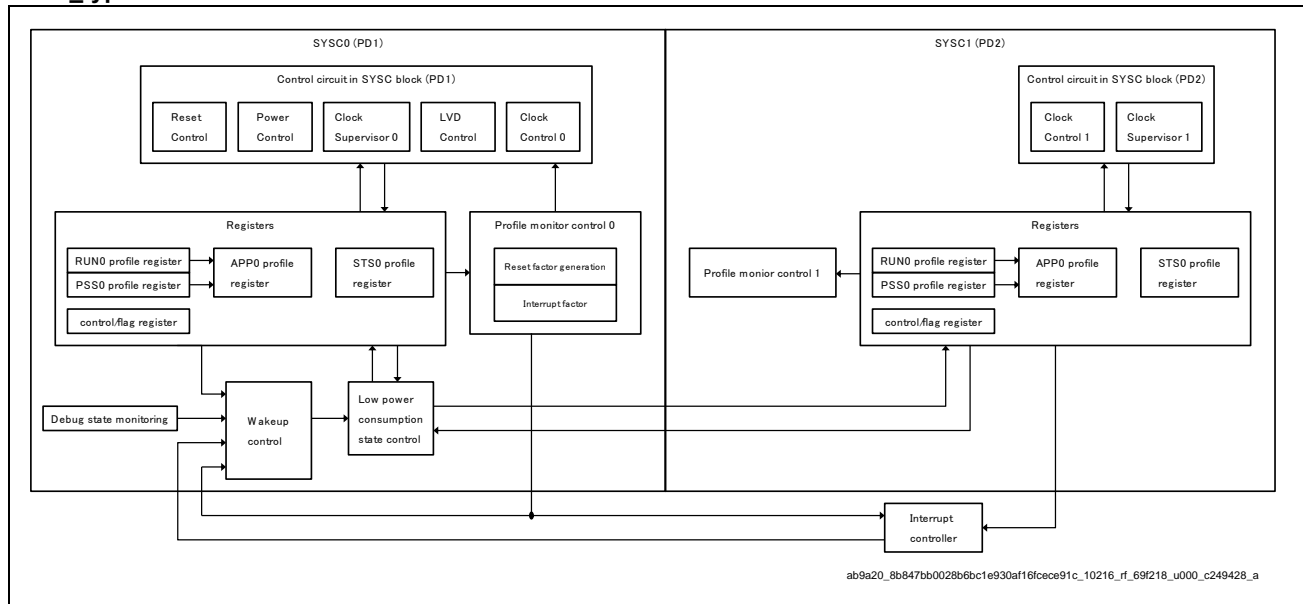 SYSC0 (PD1)
SYSC1 (PD2)
Control circuit in SYSC block (PD1)
Reset
Control
Power
Control
Clock
Supervisor 0
LVD
Control
Clock
Control 0
Control circuit in SYSC block (PD2)
Clock
Control 1
Clock
Supervisor 1
Registers
RUN0 profile register
PSS0 profile register
APP0 profile
register
STS0 profile
register
control/flag register
Profile monitor control 0
Reset factor generation
Interrupt factor
Profile monior control 1
Registers
RUN0 profile register
PSS0 profile register
APP0 profile
register
STS0 profile
register
control/flag register
Debug state monitoring
Wakeup
control
Low power
consumption
state control
Interrupt
controller
ab9a20_8b847bb0028b6bc1e930af16fcece91c_10216_rf_69f218_u000_c249428_a